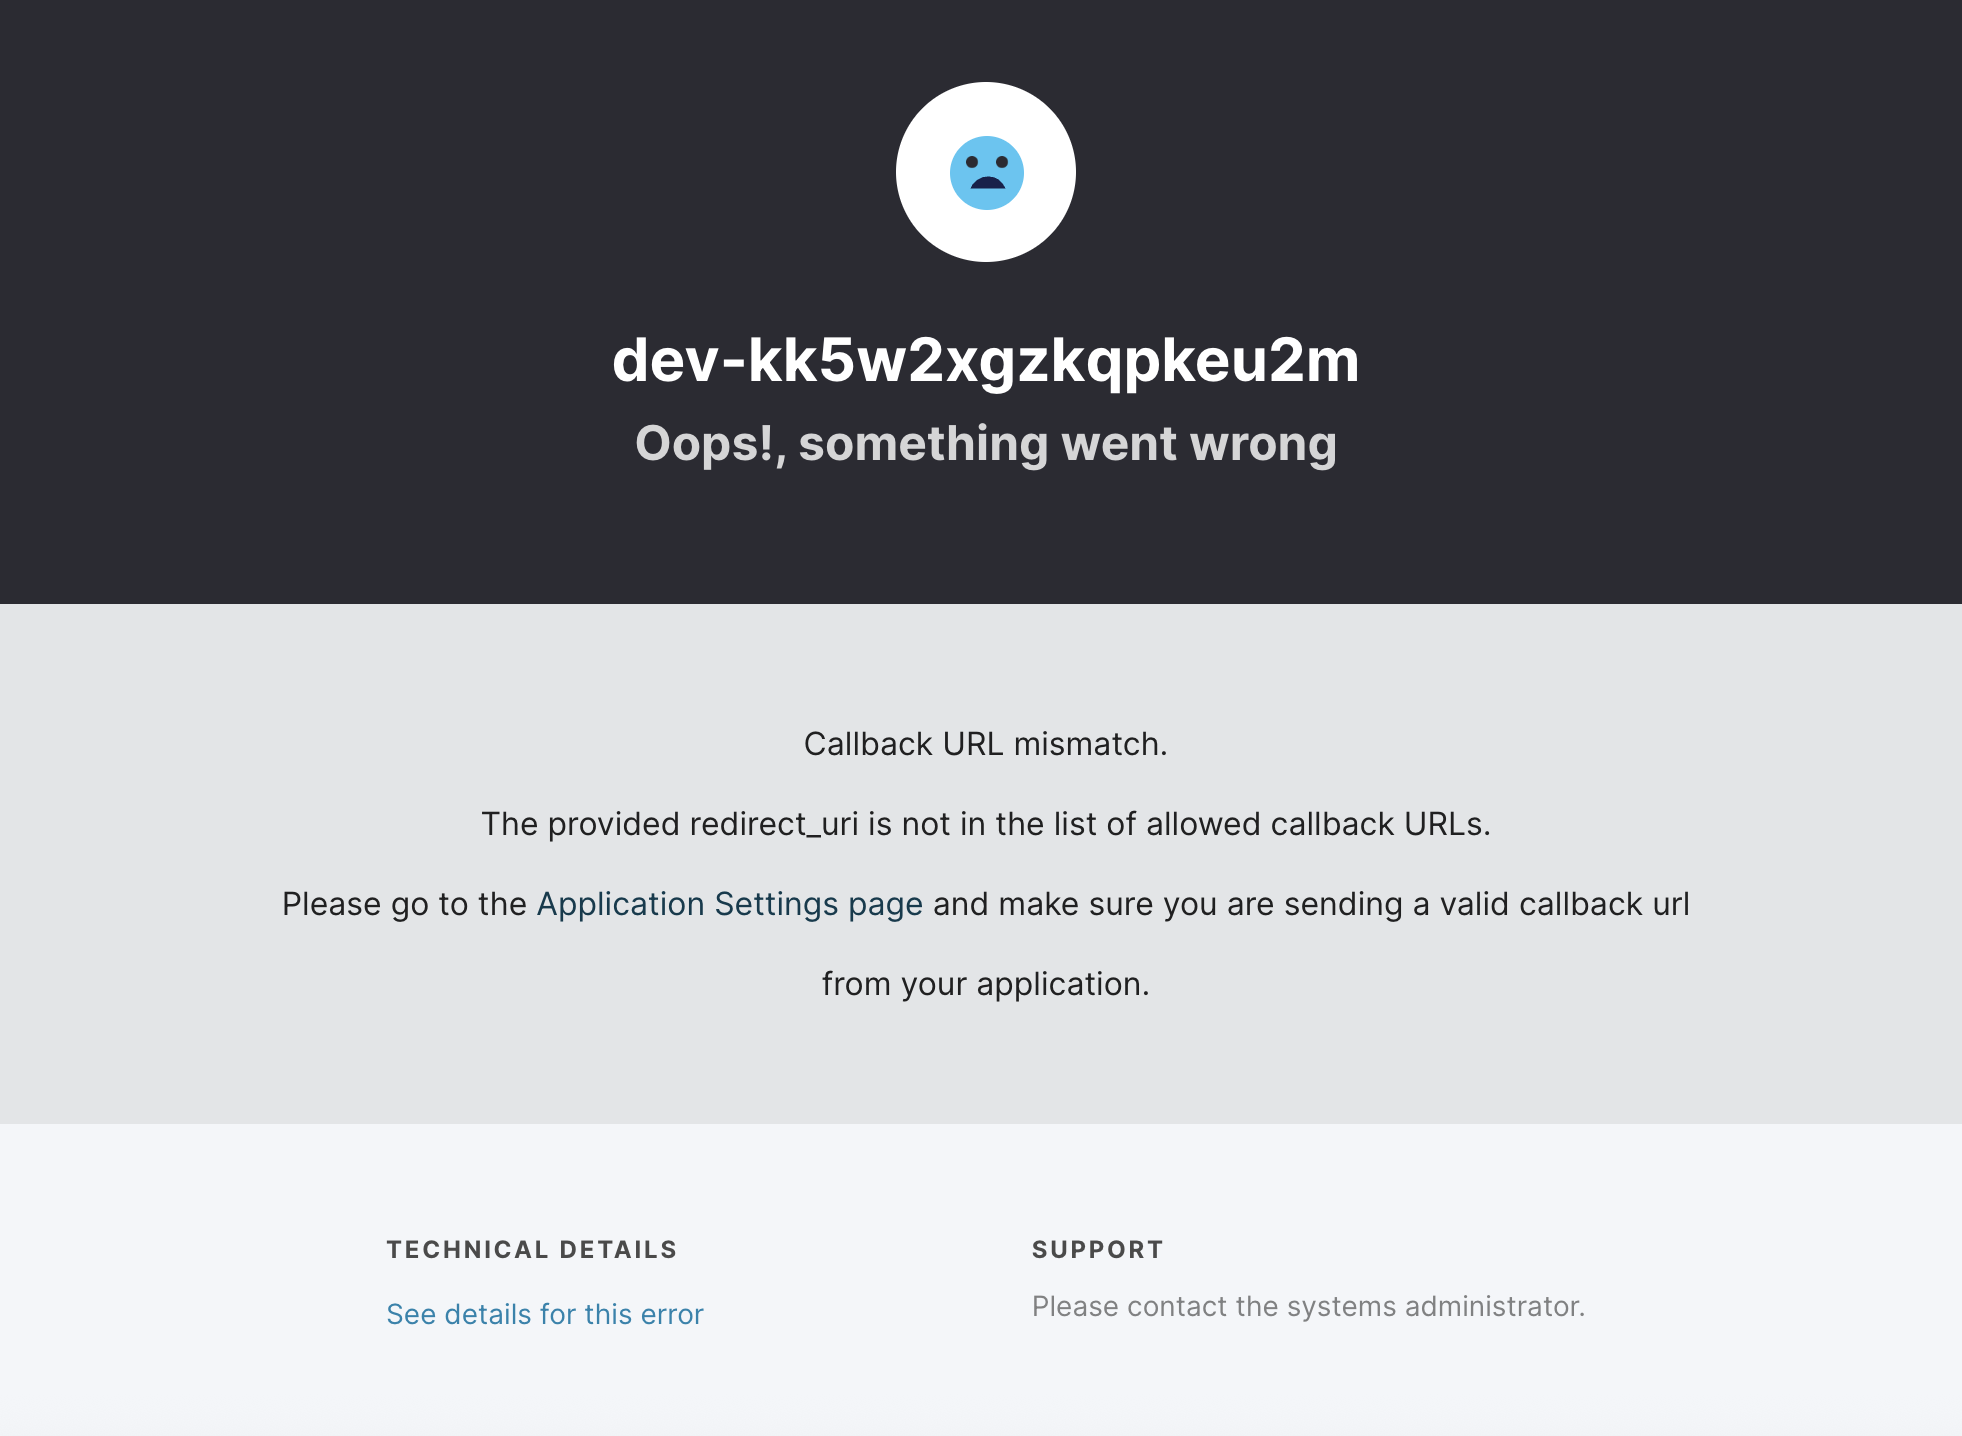 dev-kk5w2xgzkqpkeu2m
Oops!, something went wrong
Callback URL mismatch.
The provided redirect_uri is not in the list of allowed callback URLs.
Please go to the Application Settings page and make sure you are sending a valid callback url
from your application.
TECHNICAL DETAILS
See details for this error
SUPPORT
Please contact the systems administrator.